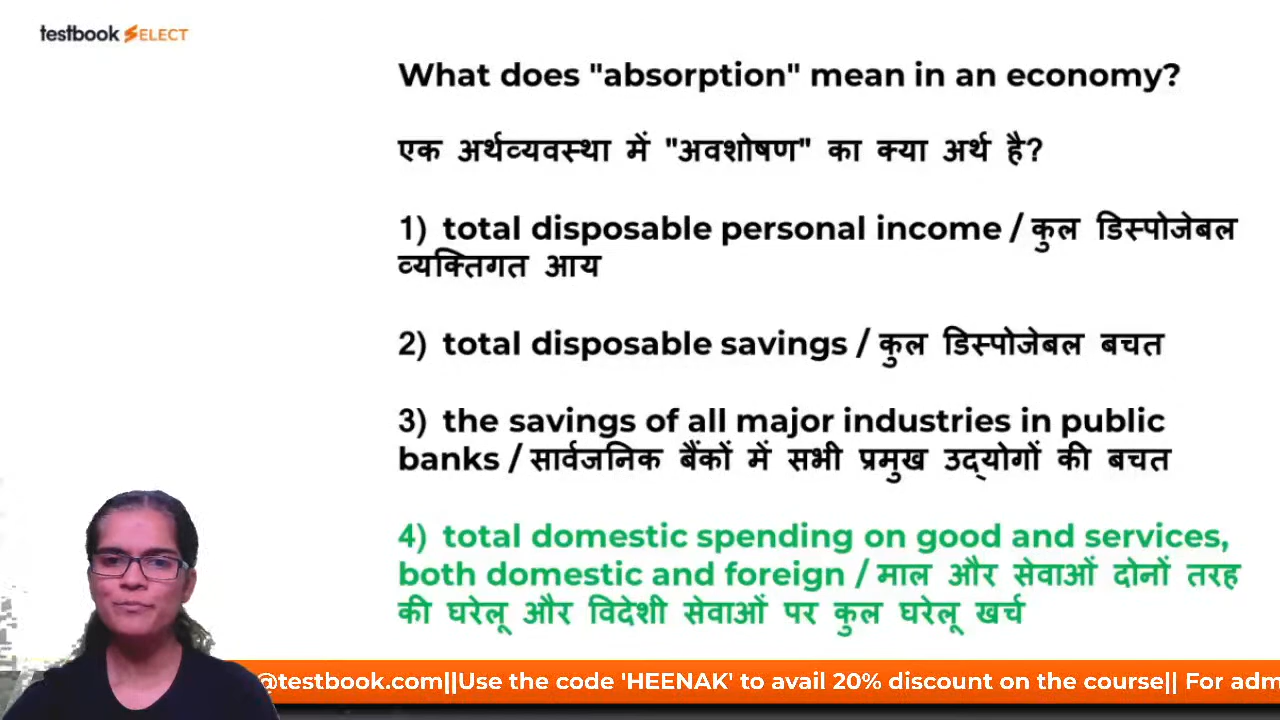 testbook SELECT
What does "absorption" mean in an economy?
एक अर्थव्यवस्था में "अवशोषण" का क्या अर्थ है?
1) total disposable personal income / कुल डिस्पोजेबल
व्यक्तिगत आय
2) total disposable savings / कुल डिस्पोजेबल बचत
3) the savings of all major industries in public
banks / सार्वजनिक बैंकों में सभी प्रमुख उद्योगों की बचत
4) total domestic spending on good and services,
both domestic and foreign / माल और सेवाओं दोनों तरह
की घरेलू और विदेशी सेवाओं पर कुल घरेलू खर्च
@testbook.com||Use the code 'HEENAK' to avail 20% discount on the course|| For adm